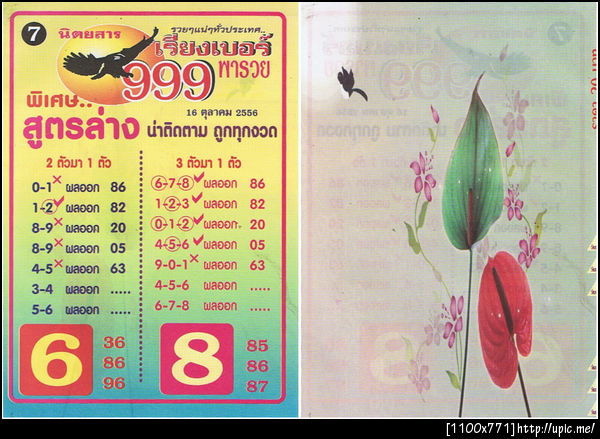 7 นิตยสาร
รวยๆแน่ๆทั่วประเทศ..
เรียงเบอร์
999 พารวย
16 ตุลาคม 2556
พิเศษ..
สูตรล่าง น่าติดตาม ถูกทุกงวด
2 ตัวมา 1 ตัว
0-1 ผลออก 86
1-2 ผลออก 82
8-9 ผลออก 20
8-9 ผลออก 05
4-5 ผลออก 63
3-4 ผลออก .....
5-6 ผลออก .....
3 ตัวมา 1 ตัว
6-7-8 ผลออก 86
1-2-3 ผลออก 82
0-1-2 ผลออก 20
4-5-6 ผลออก 05
9-0-1 ผลออก 63
4-5-6 ผลออก .....
6-7-8 ผลออก .....
6
36
86
96
8
85
86
87
[1100x771]http://upic.me/